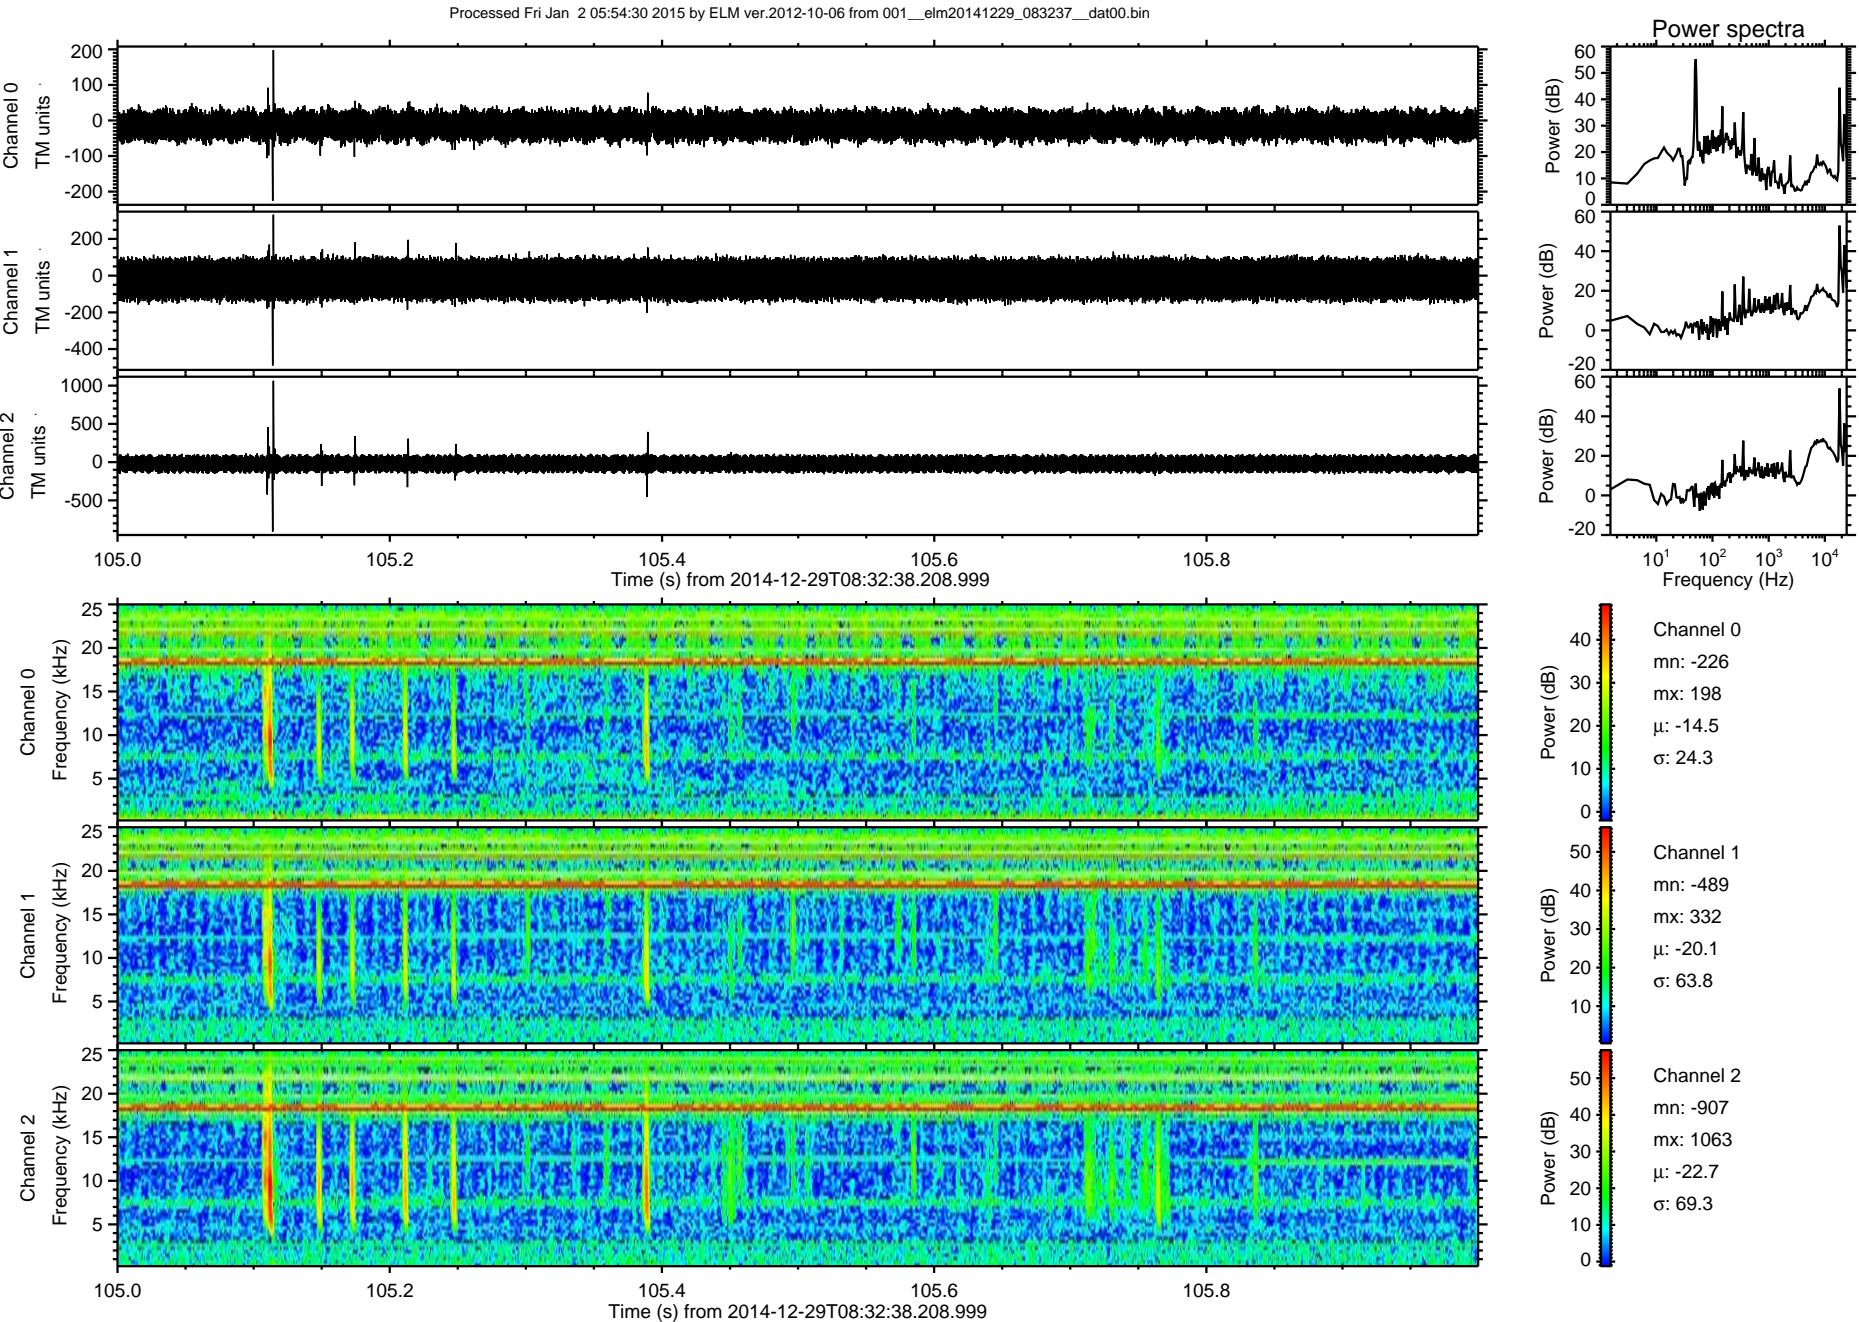 Processed Fri Jan  2 05:54:30 2015 by ELM ver.2012-10-06 from 001__elm20141229_083237__dat00.bin
Power spectra
Channel 0
TM units
200
100
0
-100
-200
Power (dB)
60
50
40
30
20
10
0
Channel 1
TM units
200
0
-200
-400
Power (dB)
60
40
20
0
-20
Channel 2
TM units
1000
500
0
-500
Power (dB)
60
40
20
0
-20
105.0
105.2
105.4
105.6
105.8
Time (s) from 2014-12-29T08:32:38.208.999
10^1
10^2
10^3
10^4
Frequency (Hz)
Channel 0
Frequency (kHz)
25
20
15
10
5
Power (dB)
40
30
20
10
0
Channel 0
mn: -226
mx: 198
μ: -14.5
σ: 24.3
Channel 1
Frequency (kHz)
25
20
15
10
5
Power (dB)
50
40
30
20
10
Channel 1
mn: -489
mx: 332
μ: -20.1
σ: 63.8
Channel 2
Frequency (kHz)
25
20
15
10
5
Power (dB)
50
40
30
20
10
0
Channel 2
mn: -907
mx: 1063
μ: -22.7
σ: 69.3
105.0
105.2
105.4
105.6
105.8
Time (s) from 2014-12-29T08:32:38.208.999